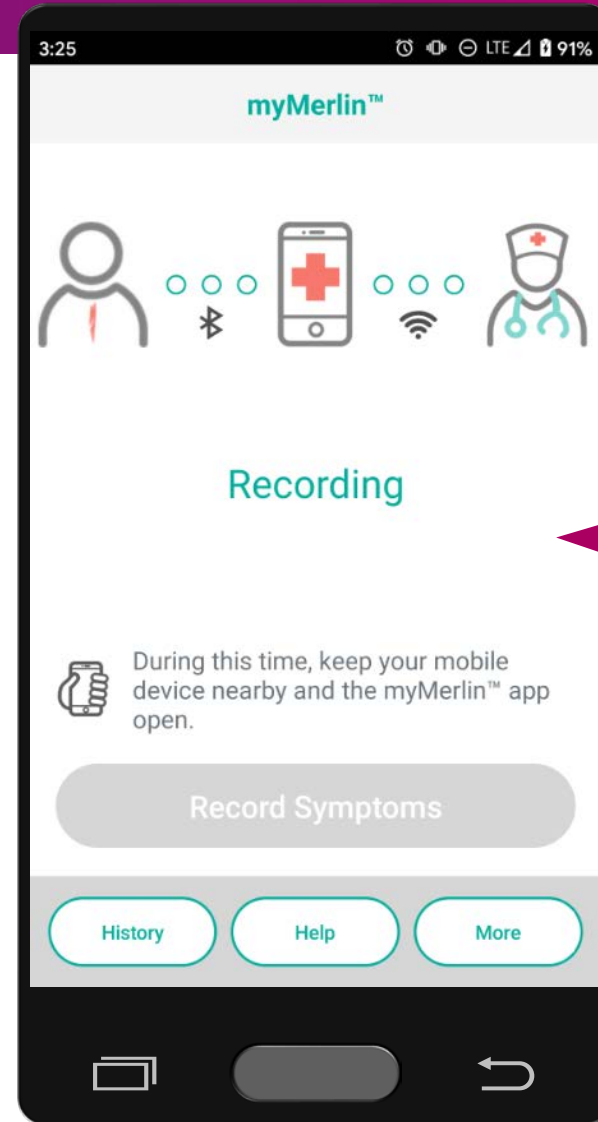 3:25 LTE 91%
myMerlin™
Recording
During this time, keep your mobile
device nearby and the myMerlin™ app
open.
Record Symptoms
History Help More